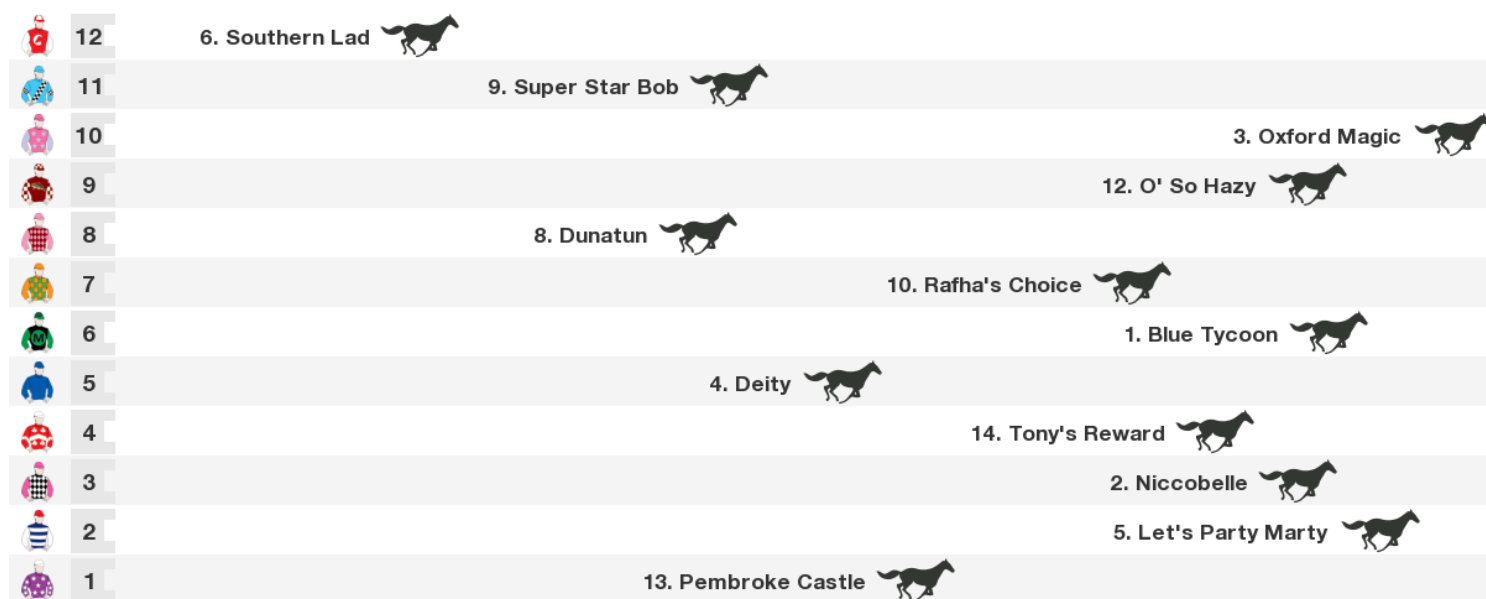 12 6. Southern Lad
11 9. Super Star Bob
10 3. Oxford Magic
9 12. O' So Hazy
8 8. Dunatun
7 10. Rafha's Choice
M 6 1. Blue Tycoon
5 4. Deity
4 14. Tony's Reward
3 2. Niccobelle
2 5. Let's Party Marty
1 13. Pembroke Castle